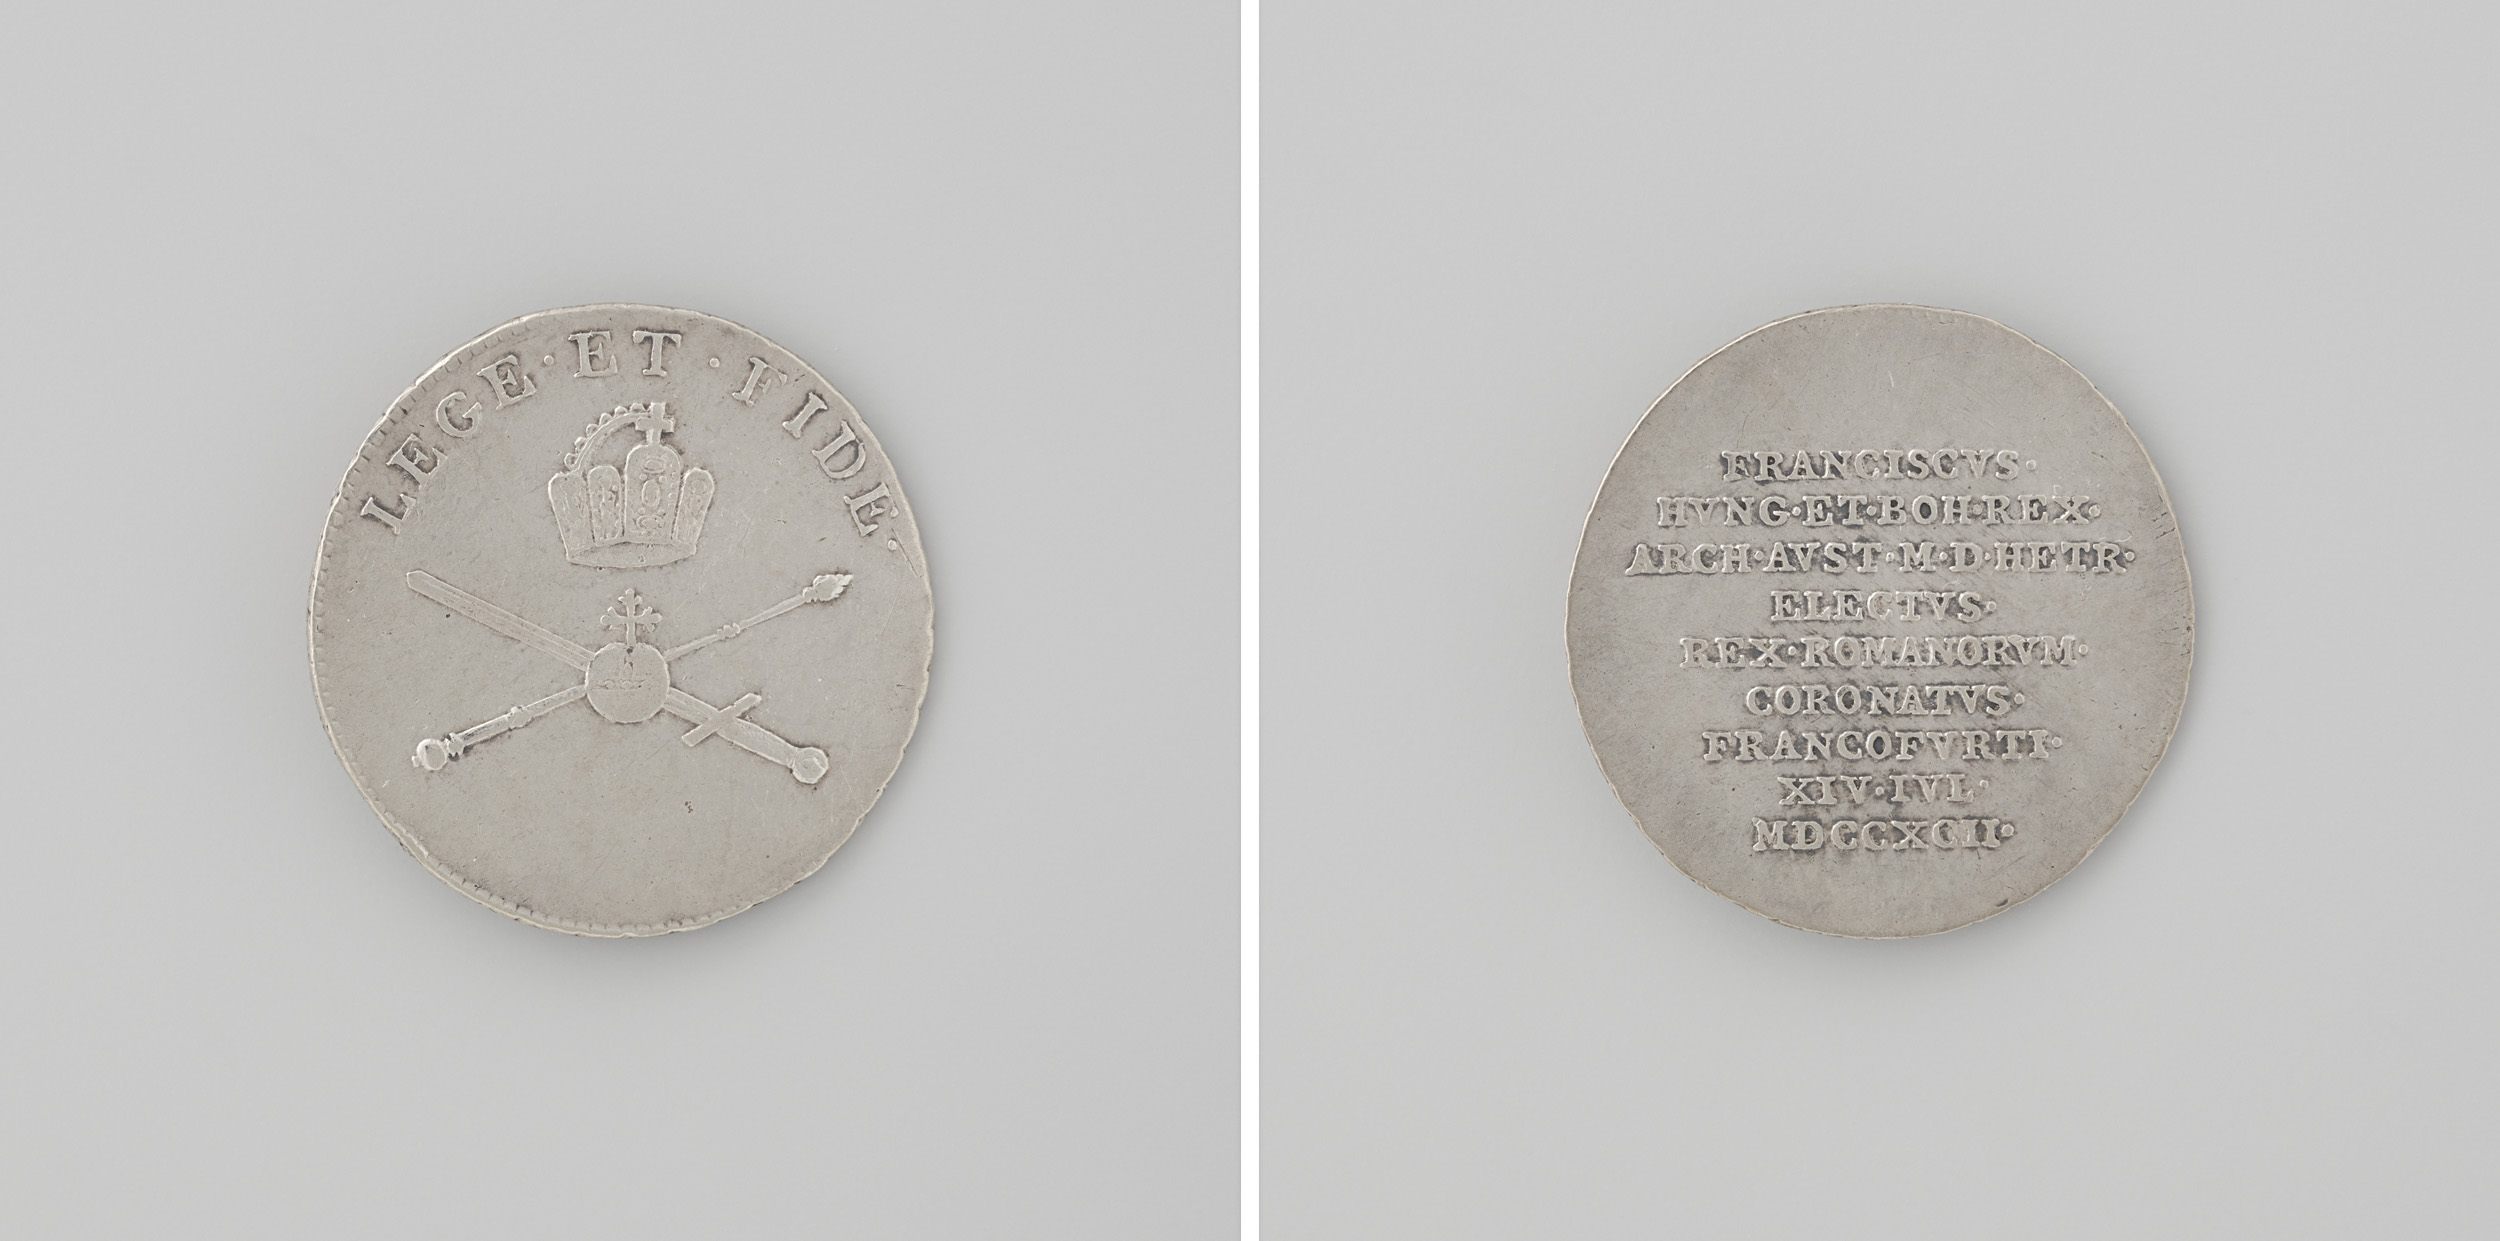 LEGE · ET · FIDE ·
FRANCISCVS ·
HVNG · ET · BOH · REX ·
ARCH · AVST · M · D · HETR ·
ELECTVS ·
REX · ROMANORVM ·
CORONATVS ·
FRANCOFVRTI ·
XIV · IVL ·
MDCCXCII ·